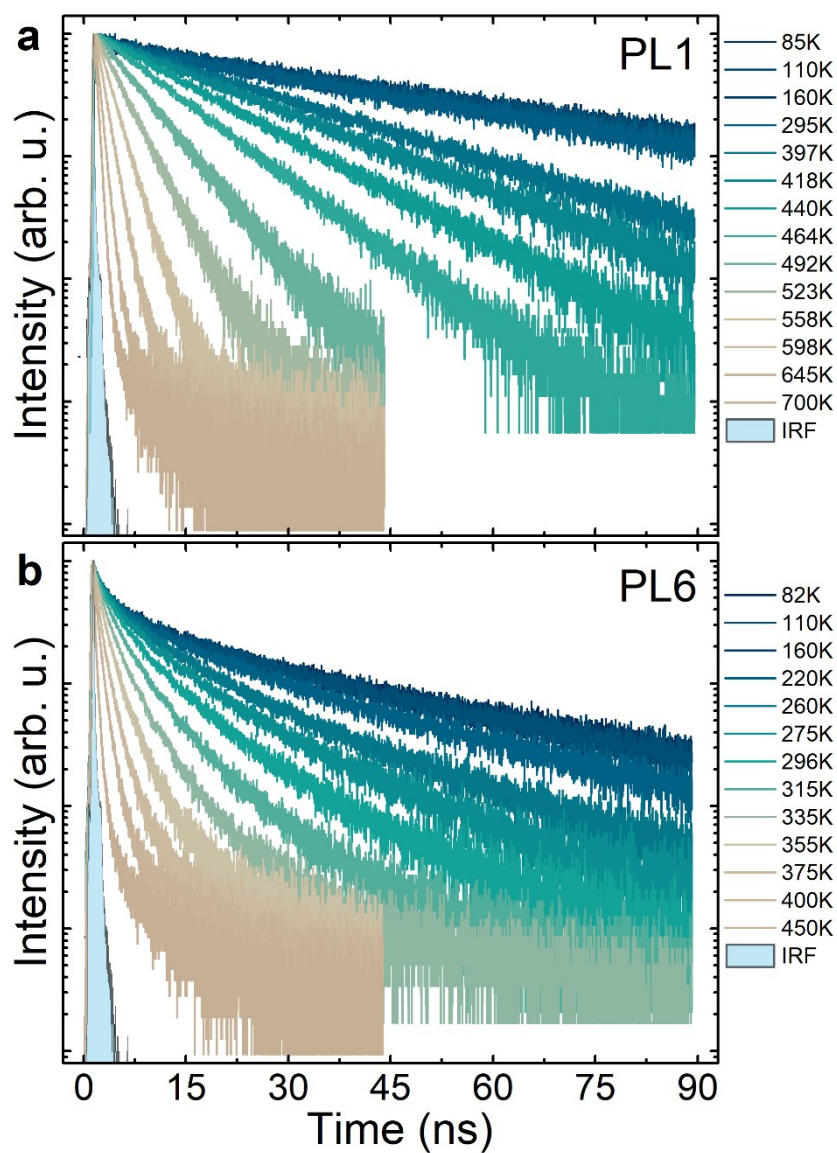 a
PL1
Intensity (arb. u.)
85K
110K
160K
295K
397K
418K
440K
464K
492K
523K
558K
598K
645K
700K
IRF
b
PL6
Intensity (arb. u.)
82K
110K
160K
220K
260K
275K
296K
315K
335K
355K
375K
400K
450K
IRF
0 15 30 45 60 75 90
Time (ns)